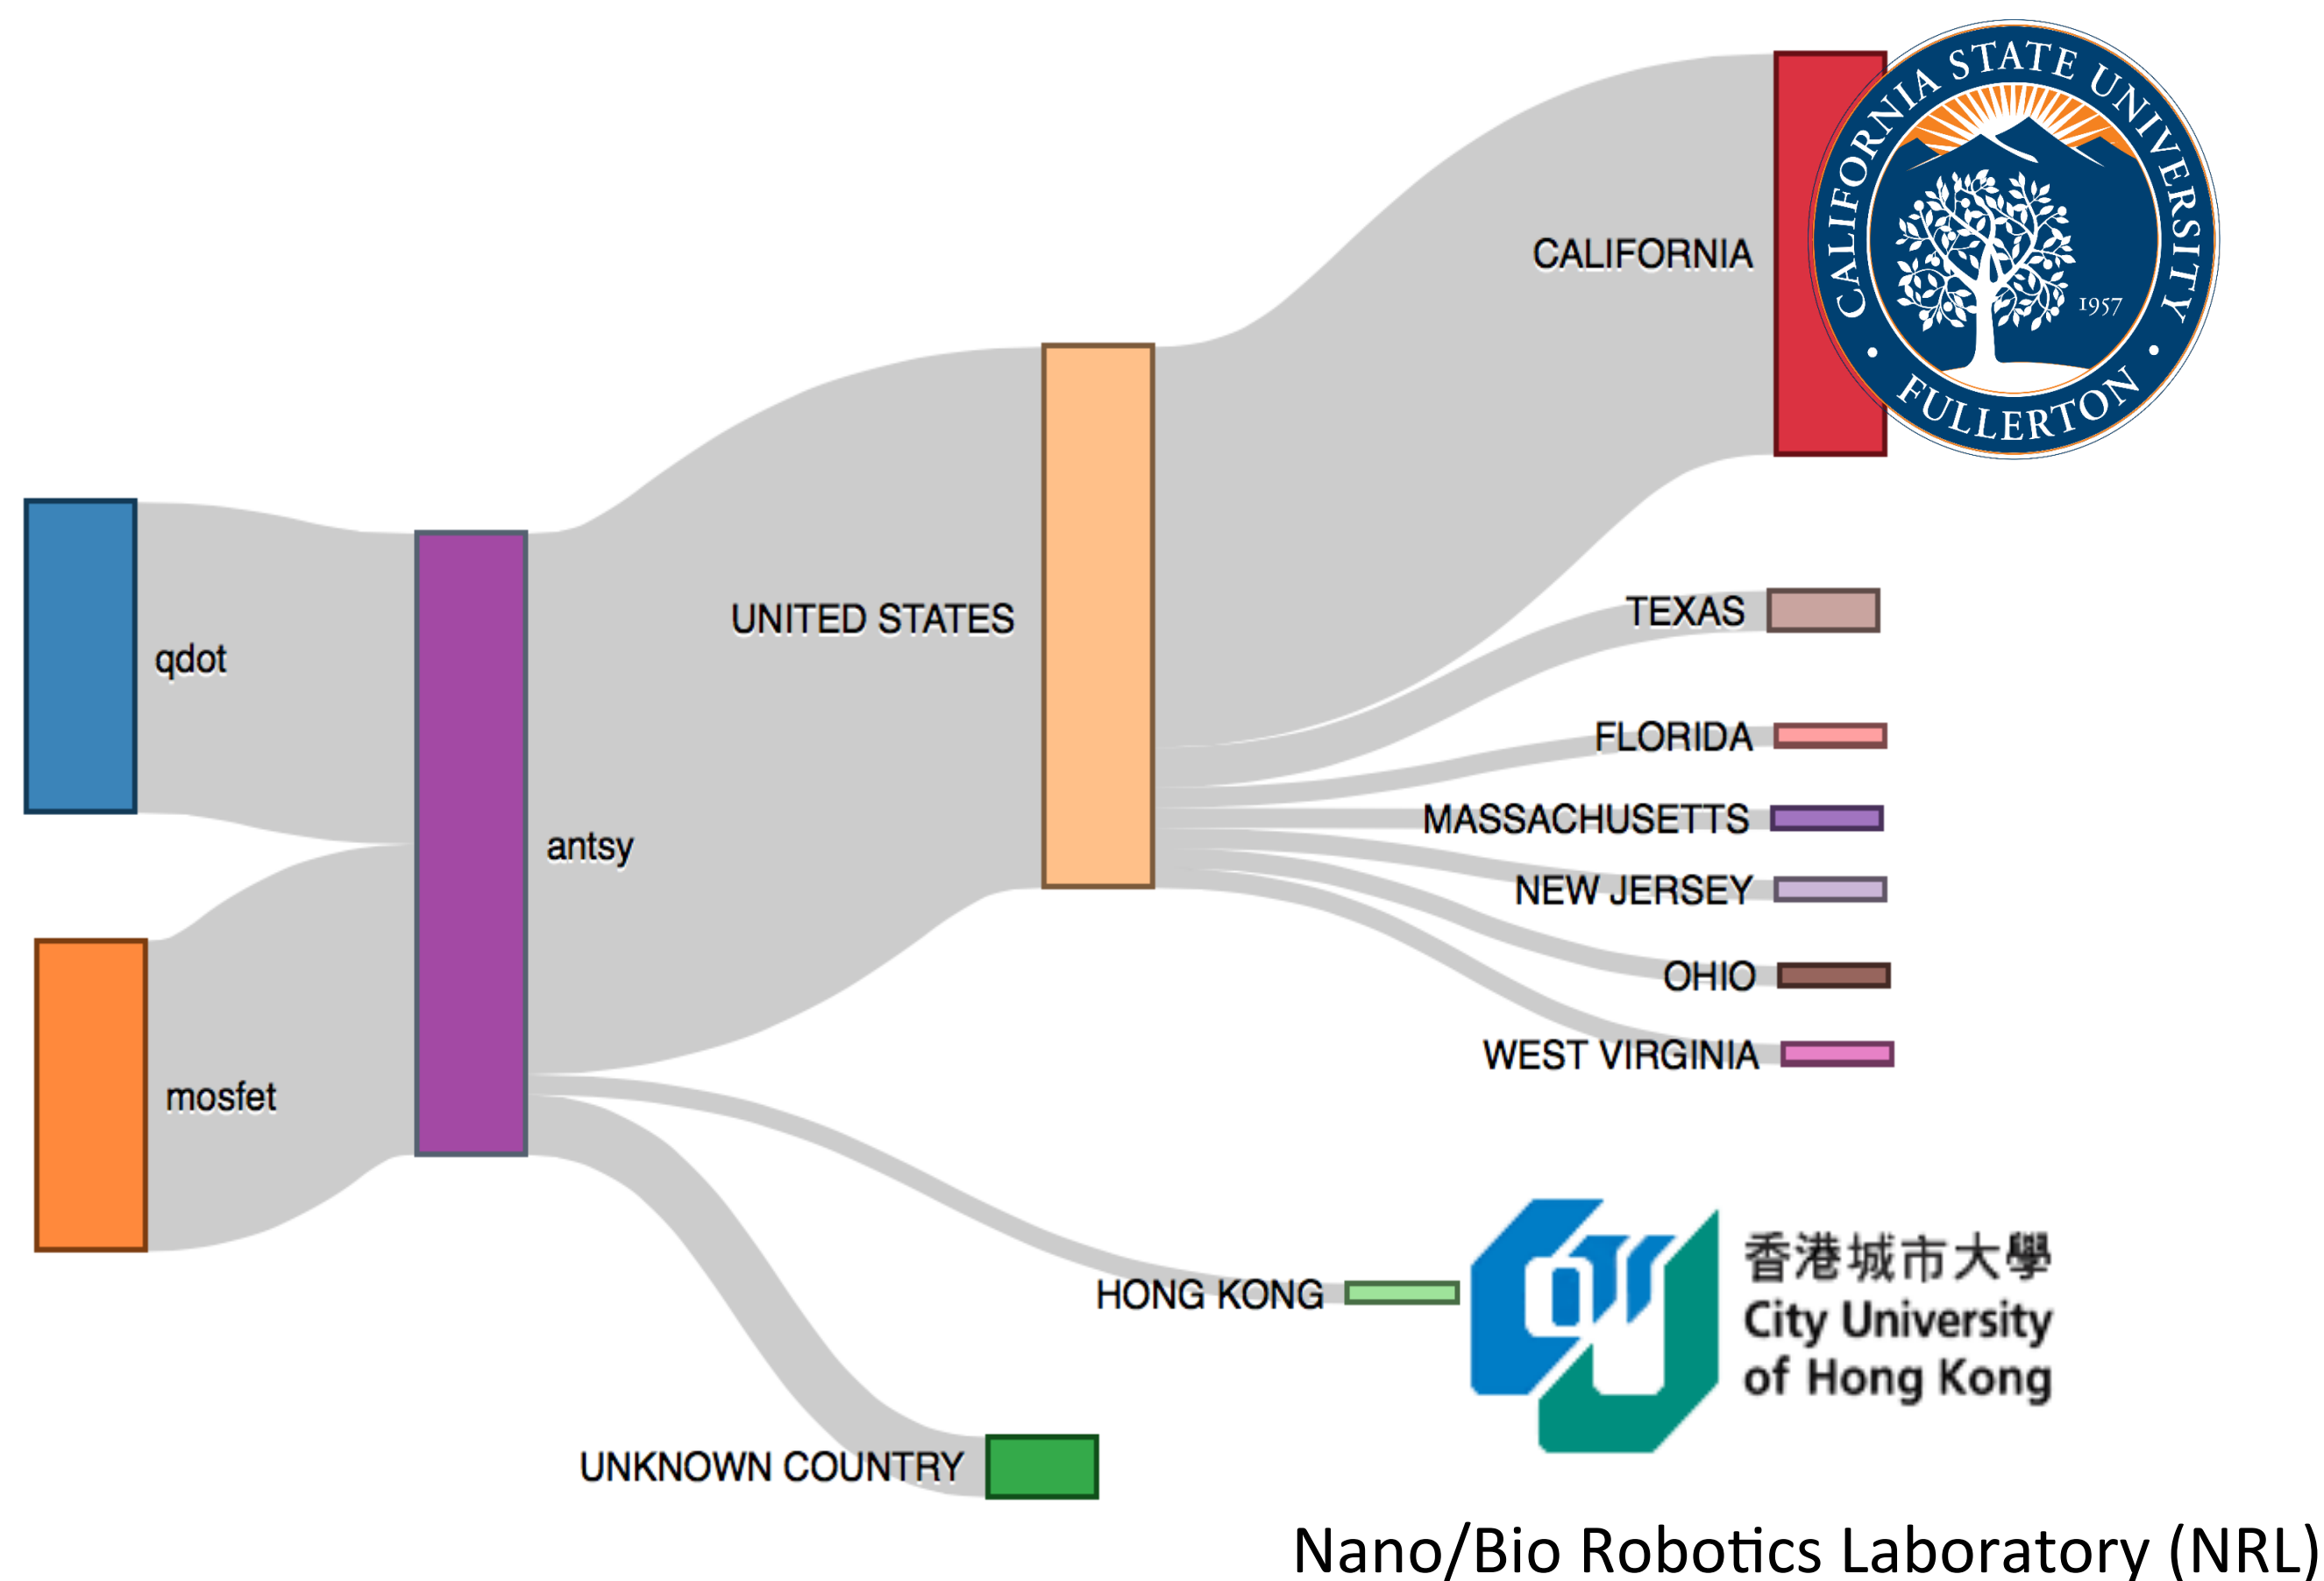 CALIFORNIA STATE UNIVERSITY
FULLERTON
1957
CALIFORNIA
TEXAS
UNITED STATES
qdot
FLORIDA
MASSACHUSETTS
antsy
NEW JERSEY
OHIO
WEST VIRGINIA
mosfet
HONG KONG
CityU
香港城市大學
City University
of Hong Kong
UNKNOWN COUNTRY
Nano/Bio Robotics Laboratory (NRL)